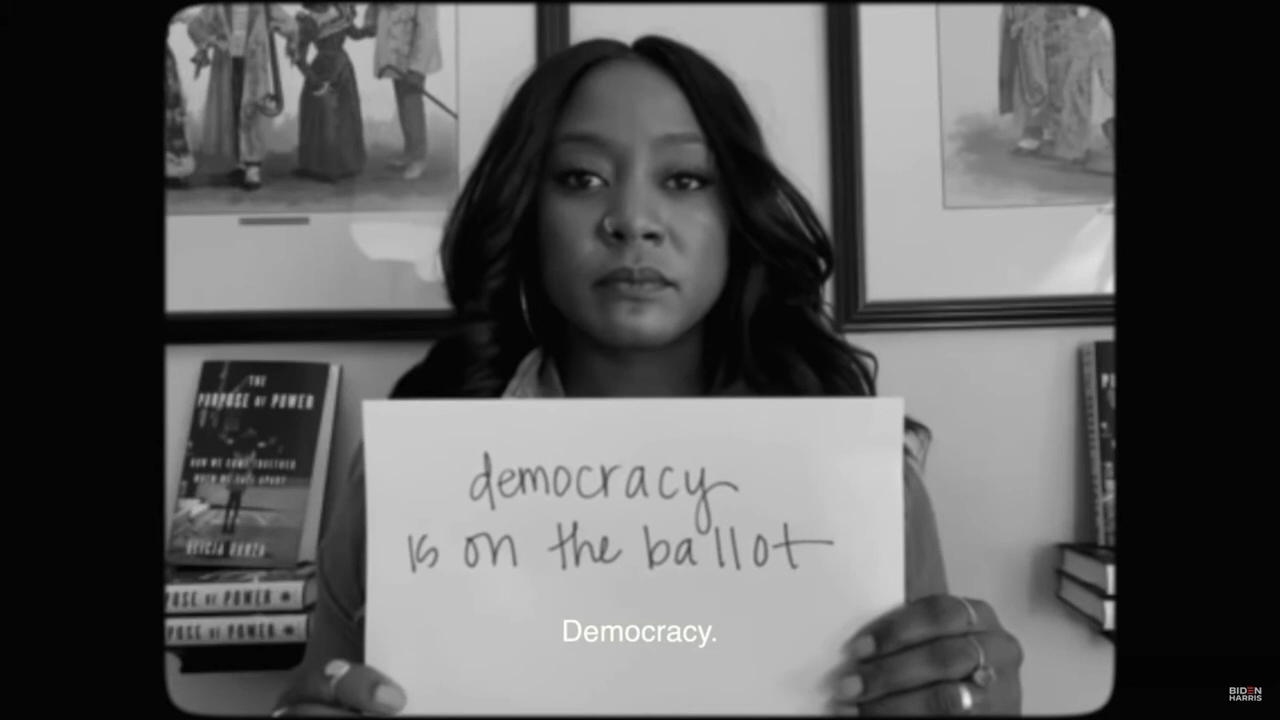 THE
PURPOSE OF POWER
HOW WE COME TOGETHER
WHEN WE FALL APART
ALICIA GARZA
POSE OF POWER
POSE OF POWER
democracy
is on the ballot
Democracy.
BIDEN
HARRIS